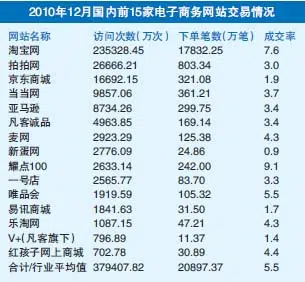 2010年12月国内前15家电子商务网站交易情况
网站名称 访问次数(万次) 下单笔数(万笔) 成交率
淘宝网 235328.45 17832.25 7.6
拍拍网 26666.21 803.34 3.0
京东商城 16692.15 321.08 1.9
当当网 9857.06 361.21 3.7
亚马逊 8734.26 299.75 3.4
凡客诚品 4963.85 169.14 3.4
麦网 2923.29 125.38 4.3
新蛋网 2776.09 24.86 0.9
耀点100 2633.14 242.00 9.1
一号店 2565.77 83.70 3.3
唯品会 1919.59 105.32 5.5
易讯商城 1841.63 31.50 1.7
乐淘网 1087.15 47.21 4.3
V+(凡客旗下) 796.89 11.37 1.4
红孩子网上商城 702.78 30.89 4.4
合计/行业平均值 379407.82 20897.37 5.5